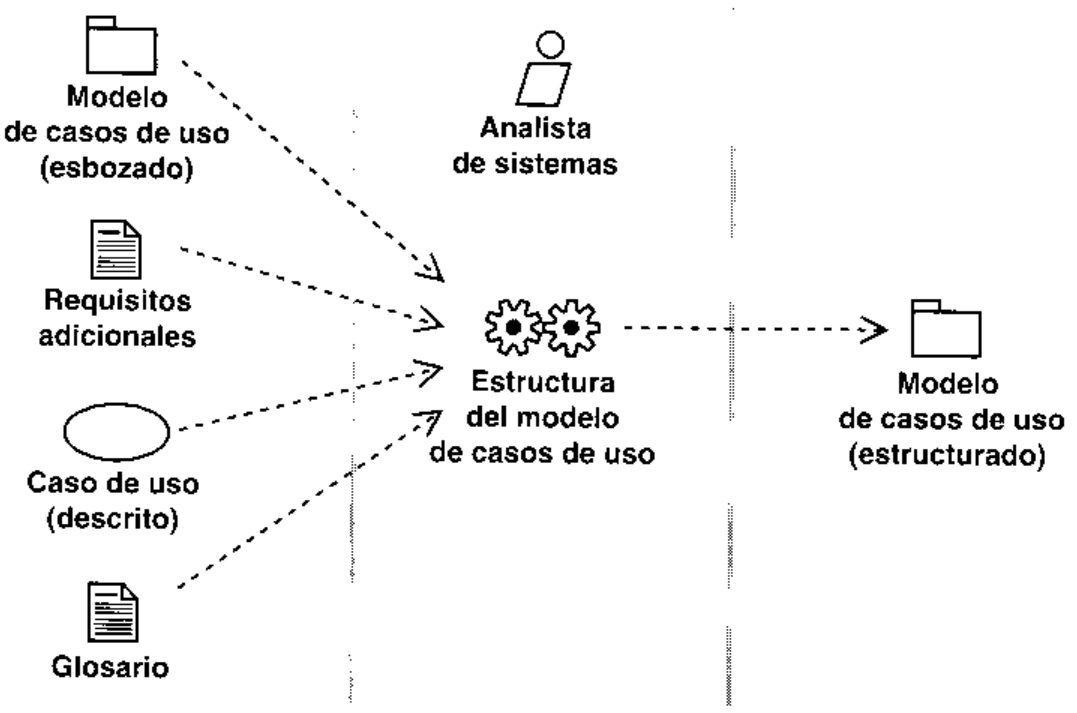 Modelo
de casos de uso
(esbozado)
Requisitos
adicionales
Caso de uso
(descrito)
Glosario
Analista
de sistemas
Estructura
del modelo
de casos de uso
Modelo
de casos de uso
(estructurado)